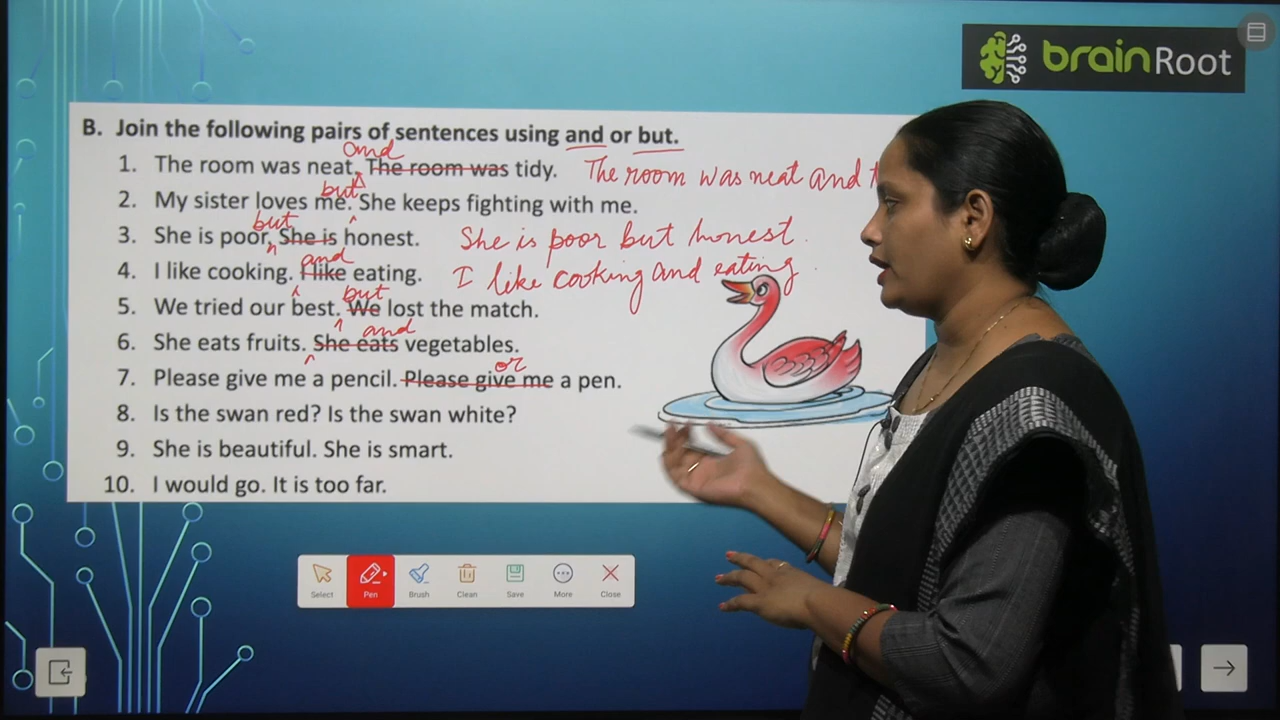 brainRoot
B. Join the following pairs of sentences using and or but.
and
1. The room was neat. The room was tidy. The room was neat and
but
2. My sister loves me. She keeps fighting with me.
but
3. She is poor. She is honest. She is poor but honest.
and
4. I like cooking. I like eating. I like cooking and eating.
but
5. We tried our best. We lost the match.
and
6. She eats fruits. She eats vegetables.
or
7. Please give me a pencil. Please give me a pen.
8. Is the swan red? Is the swan white?
9. She is beautiful. She is smart.
10. I would go. It is too far.
Select Pen Brush Clean Save More Close